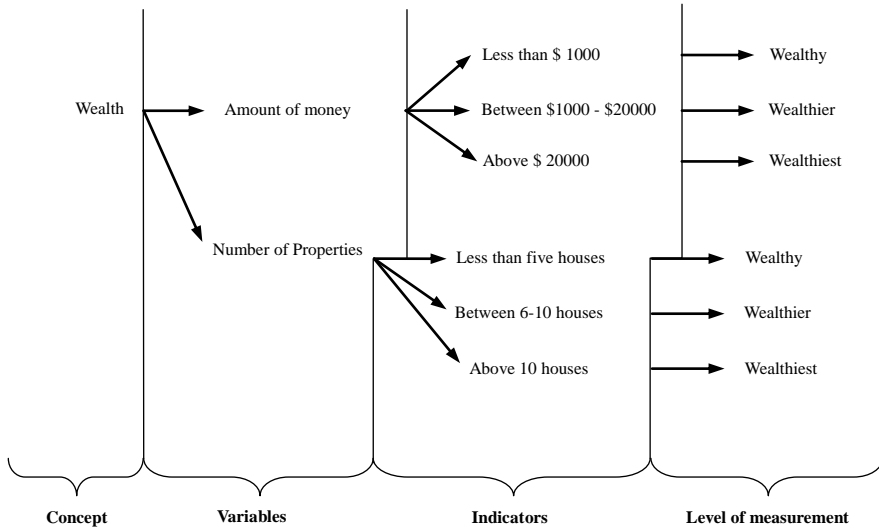 Less than $ 1000
Wealthy
Wealth
Amount of money
Between $1000 - $20000
Wealthier
Above $ 20000
Wealthiest
Number of Properties
Less than five houses
Wealthy
Between 6-10 houses
Wealthier
Above 10 houses
Wealthiest
Concept
Variables
Indicators
Level of measurement